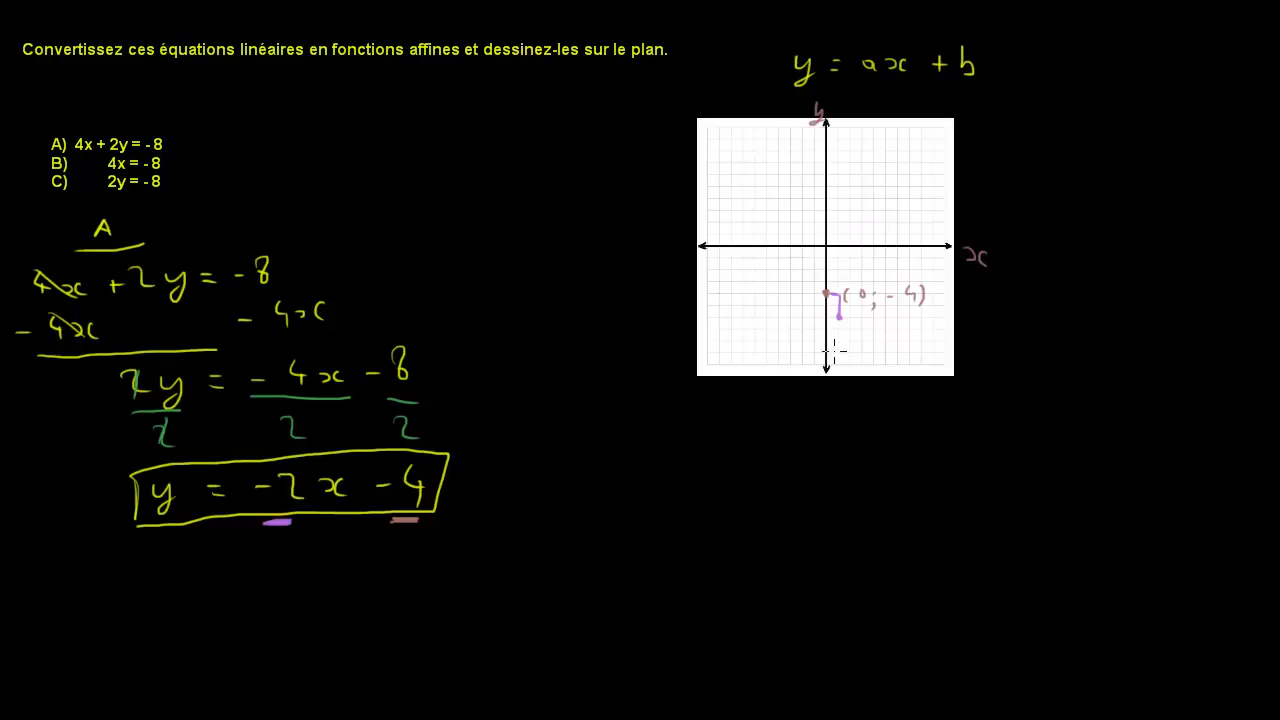 Convertissez ces équations linéaires en fonctions affines et dessinez-les sur le plan.
y = ax + b
A) 4x + 2y = - 8
B) 4x = - 8
C) 2y = - 8
A
4x + 2y = - 8
- 4x - 4x
2y = - 4x - 8
2 2 2
y = -2x - 4
y
x
(0; - 4)